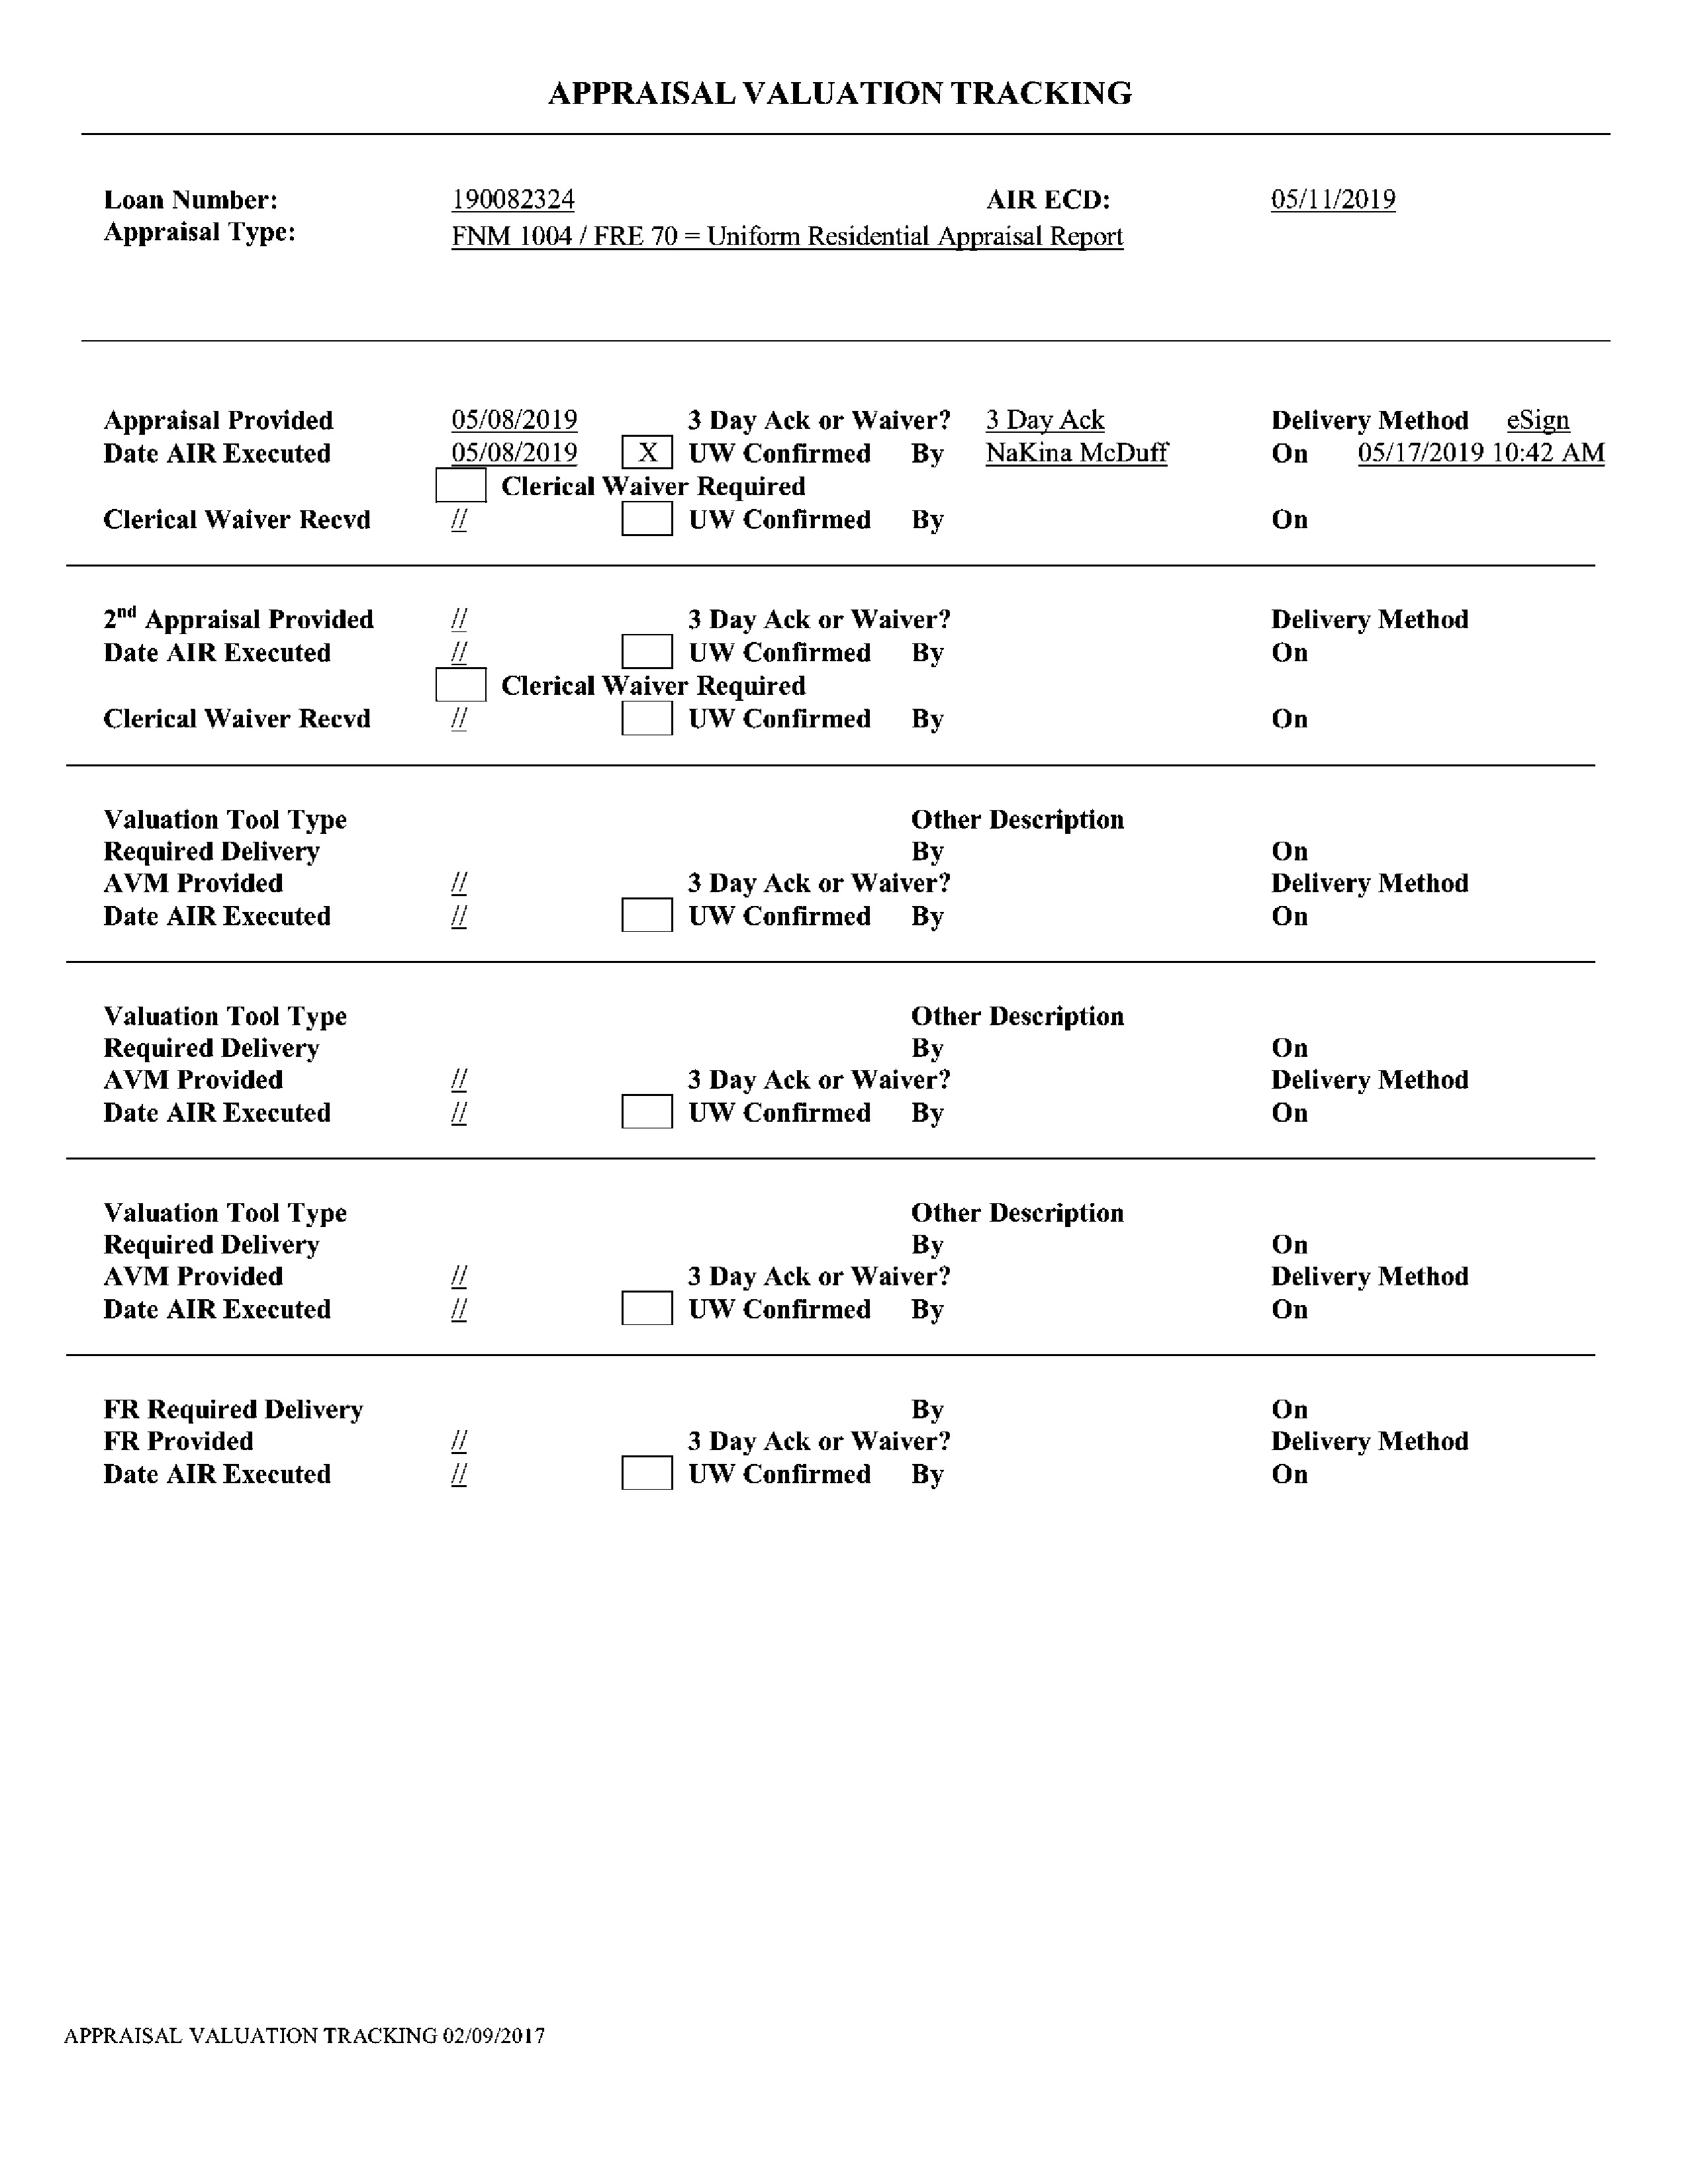 APPRAISAL VALUATION TRACKING
Loan Number: 190082324 AIR ECD: 05/11/2019
Appraisal Type: FNM 1004 / FRE 70 = Uniform Residential Appraisal Report
Appraisal Provided 05/08/2019 3 Day Ack or Waiver? 3 Day Ack Delivery Method eSign
Date AIR Executed 05/08/2019 X UW Confirmed By NaKina McDuff On 05/17/2019 10:42 AM
Clerical Waiver Required
Clerical Waiver Recvd // UW Confirmed By On
2nd Appraisal Provided // 3 Day Ack or Waiver? Delivery Method
Date AIR Executed // UW Confirmed By On
Clerical Waiver Required
Clerical Waiver Recvd // UW Confirmed By On
Valuation Tool Type Other Description
Required Delivery By On
AVM Provided // 3 Day Ack or Waiver? Delivery Method
Date AIR Executed // UW Confirmed By On
Valuation Tool Type Other Description
Required Delivery By On
AVM Provided // 3 Day Ack or Waiver? Delivery Method
Date AIR Executed // UW Confirmed By On
Valuation Tool Type Other Description
Required Delivery By On
AVM Provided // 3 Day Ack or Waiver? Delivery Method
Date AIR Executed // UW Confirmed By On
FR Required Delivery By On
FR Provided // 3 Day Ack or Waiver? Delivery Method
Date AIR Executed // UW Confirmed By On
APPRAISAL VALUATION TRACKING 02/09/2017